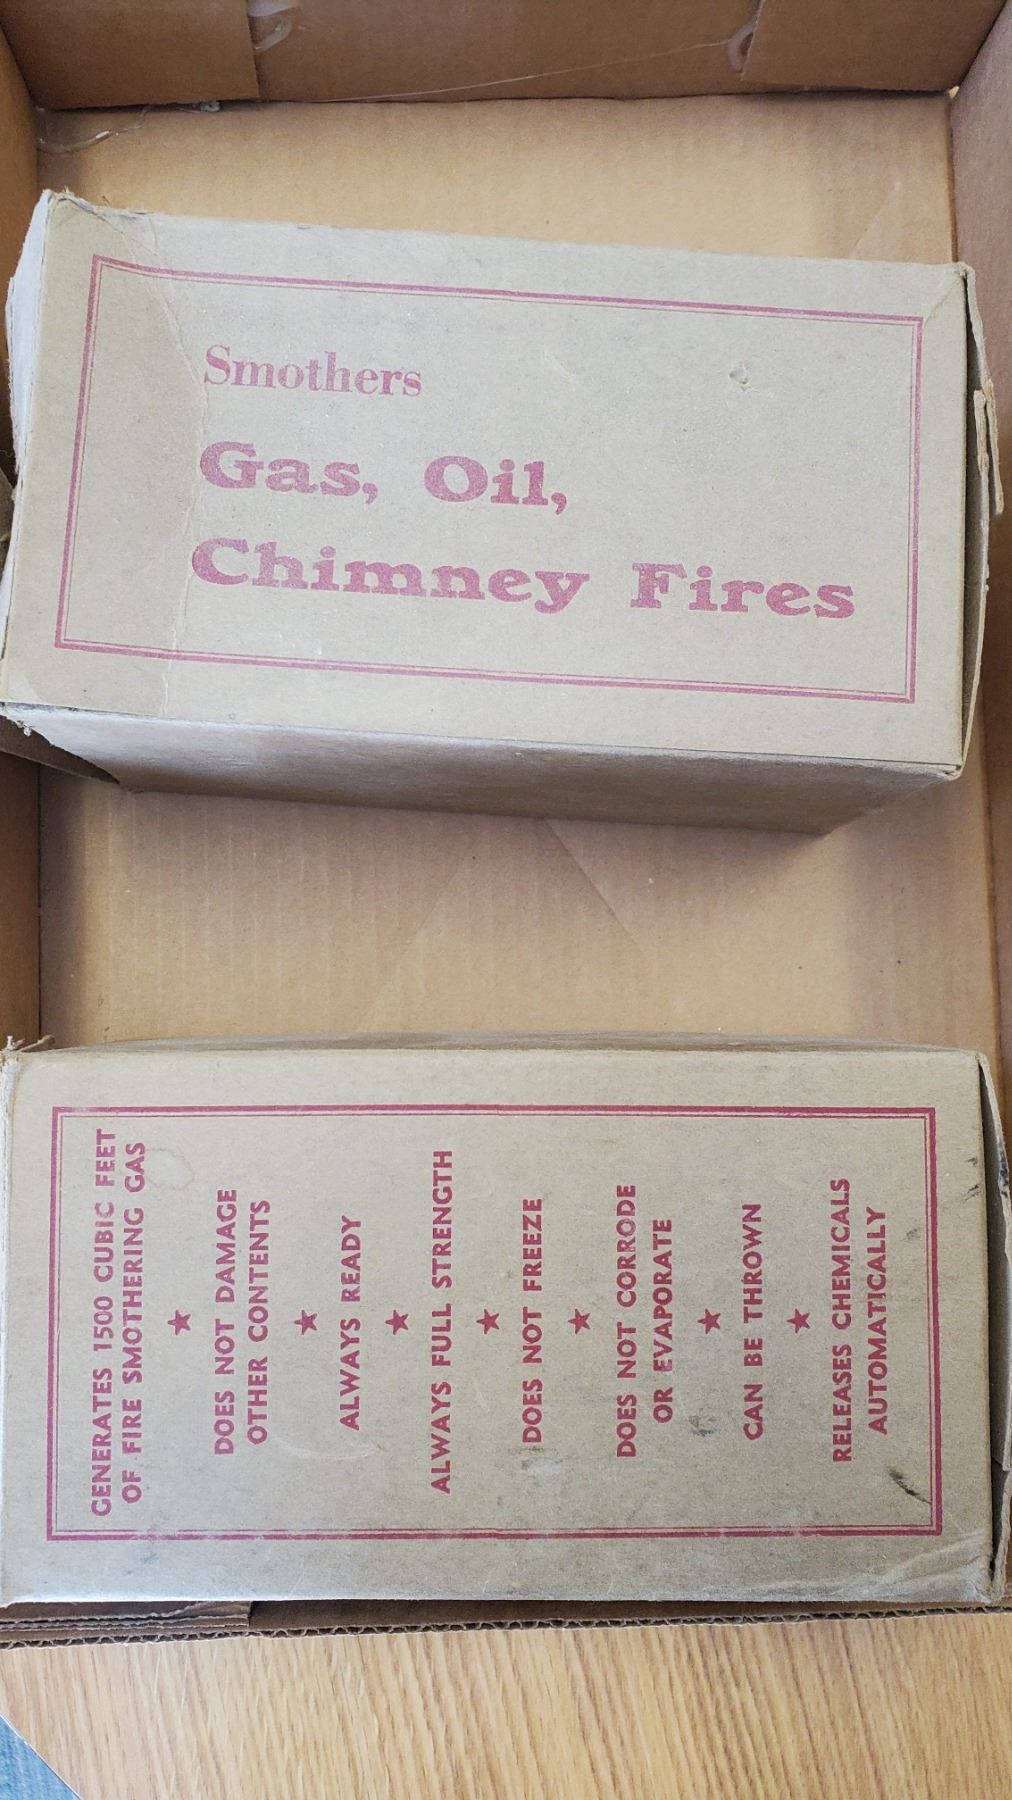 Smothers
Gas, Oil,
Chimney Fires
GENERATES 1500 CUBIC FEET
OF FIRE SMOTHERING GAS
★
DOES NOT DAMAGE
OTHER CONTENTS
★
ALWAYS READY
★
ALWAYS FULL STRENGTH
★
DOES NOT FREEZE
★
DOES NOT CORRODE
OR EVAPORATE
★
CAN BE THROWN
★
RELEASES CHEMICALS
AUTOMATICALLY